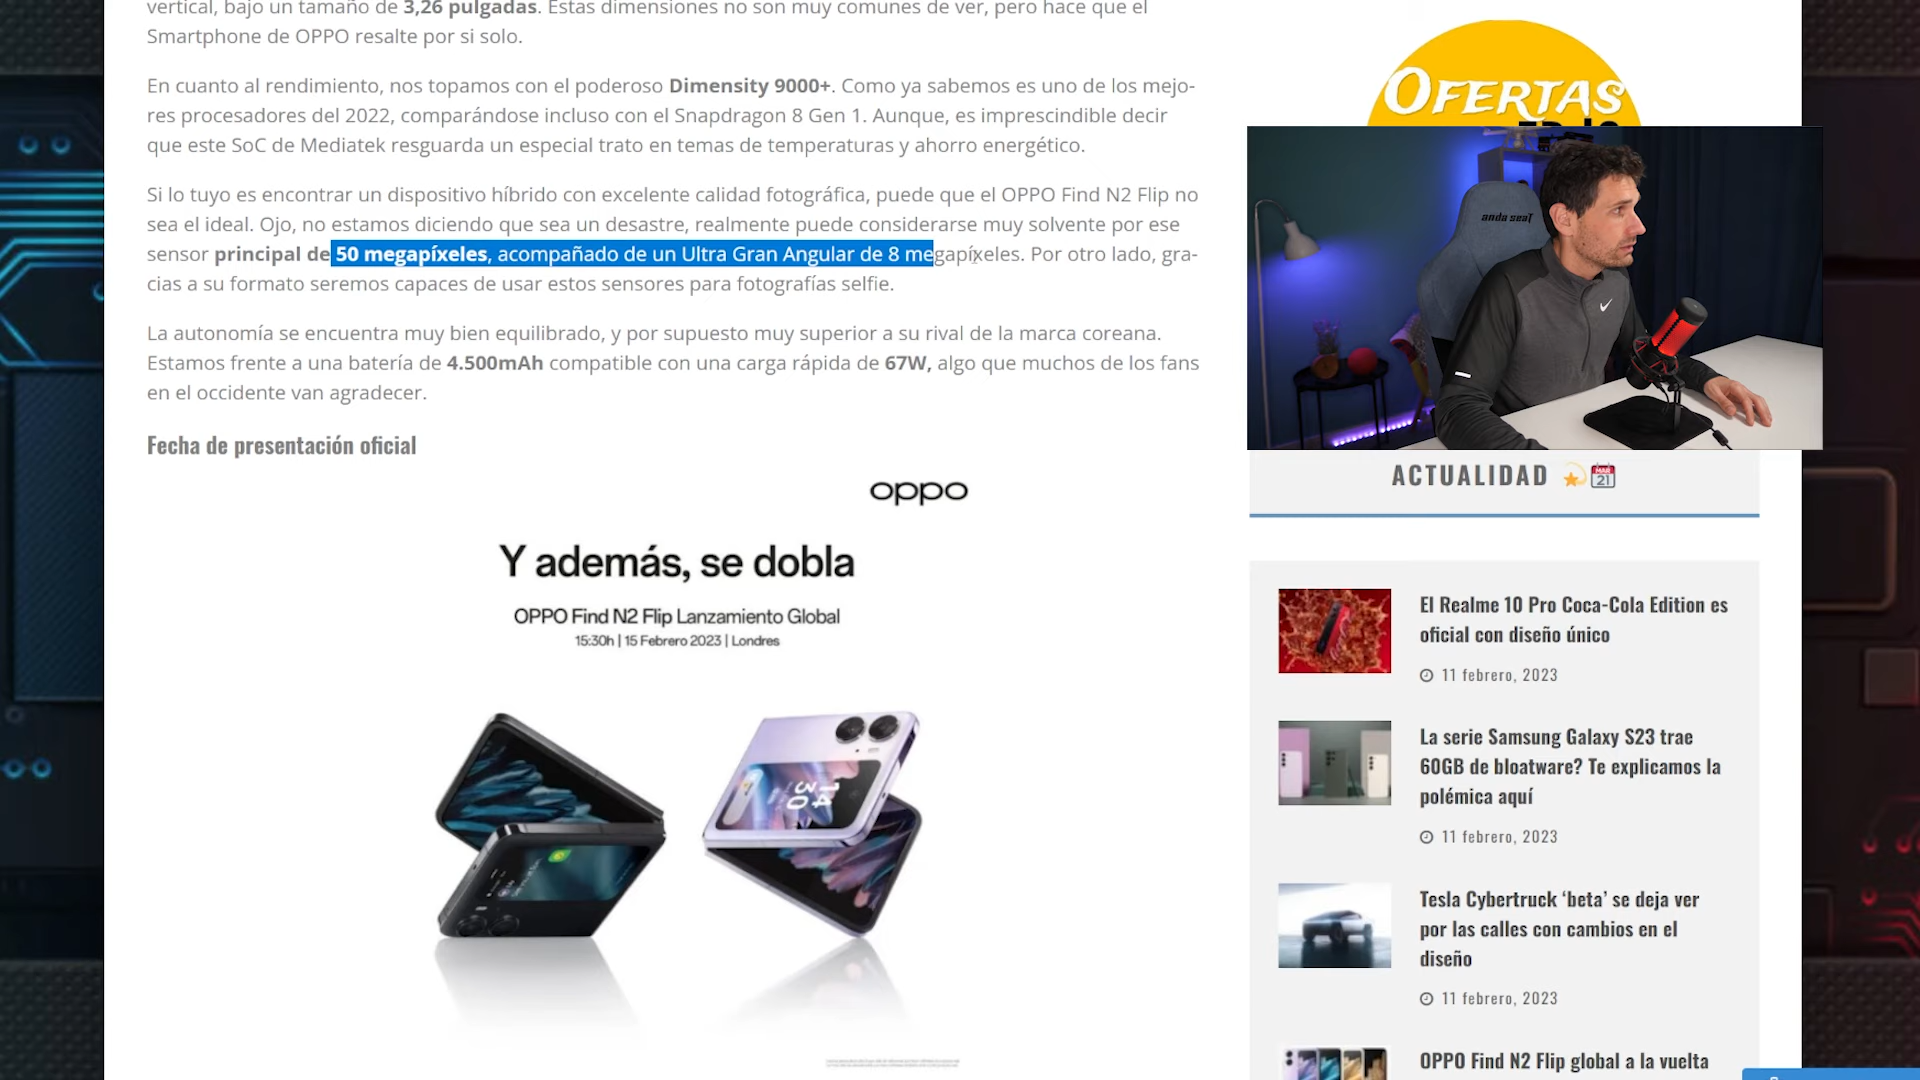 vertical, bajo un tamaño de 3,26 pulgadas. Estas dimensiones no son muy comunes de ver, pero hace que el
Smartphone de OPPO resalte por si solo.
En cuanto al rendimiento, nos topamos con el poderoso Dimensity 9000+. Como ya sabemos es uno de los mejo-
res procesadores del 2022, comparándose incluso con el Snapdragon 8 Gen 1. Aunque, es imprescindible decir
que este SoC de Mediatek resguarda un especial trato en temas de temperaturas y ahorro energético.
Si lo tuyo es encontrar un dispositivo híbrido con excelente calidad fotográfica, puede que el OPPO Find N2 Flip no
sea el ideal. Ojo, no estamos diciendo que sea un desastre, realmente puede considerarse muy solvente por ese
sensor principal de 50 megapíxeles, acompañado de un Ultra Gran Angular de 8 megapíxeles. Por otro lado, gra-
cias a su formato seremos capaces de usar estos sensores para fotografías selfie.
La autonomía se encuentra muy bien equilibrado, y por supuesto muy superior a su rival de la marca coreana.
Estamos frente a una batería de 4.500mAh compatible con una carga rápida de 67W, algo que muchos de los fans
en el occidente van agradecer.
Fecha de presentación oficial
oppo
Y además, se dobla
OPPO Find N2 Flip Lanzamiento Global
15:30h | 15 Febrero 2023 | Londres
14
30
OFERTAS
anda seaT
ACTUALIDAD
MAR
21
El Realme 10 Pro Coca-Cola Edition es
oficial con diseño único
11 febrero, 2023
La serie Samsung Galaxy S23 trae
60GB de bloatware? Te explicamos la
polémica aquí
11 febrero, 2023
Tesla Cybertruck ‘beta’ se deja ver
por las calles con cambios en el
diseño
11 febrero, 2023
OPPO Find N2 Flip global a la vuelta